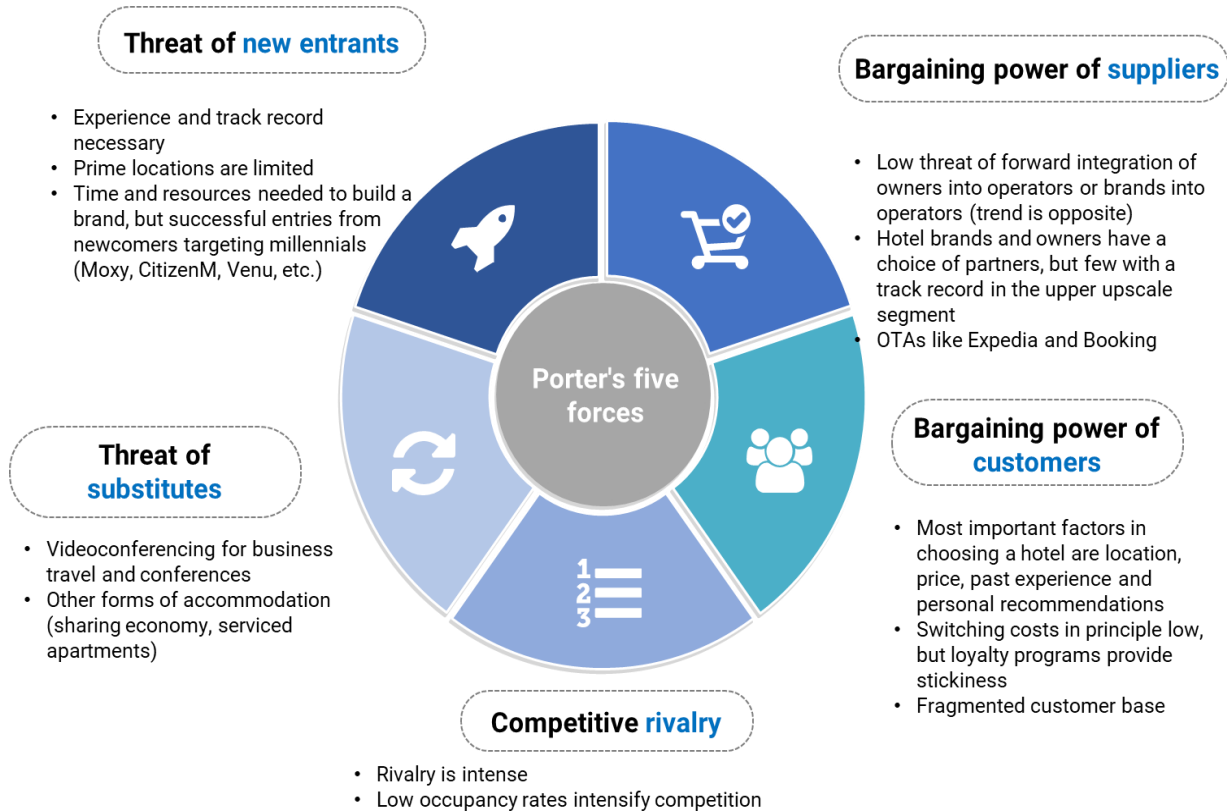 Threat of new entrants
• Experience and track record
necessary
• Prime locations are limited
• Time and resources needed to build a
brand, but successful entries from
newcomers targeting millennials
(Moxy, CitizenM, Venu, etc.)
Bargaining power of suppliers
• Low threat of forward integration of
owners into operators or brands into
operators (trend is opposite)
• Hotel brands and owners have a
choice of partners, but few with a
track record in the upper upscale
segment
• OTAs like Expedia and Booking
Porter's five
forces
Threat of
substitutes
• Videoconferencing for business
travel and conferences
• Other forms of accommodation
(sharing economy, serviced
apartments)
Bargaining power of
customers
• Most important factors in
choosing a hotel are location,
price, past experience and
personal recommendations
• Switching costs in principle low,
but loyalty programs provide
stickiness
• Fragmented customer base
1
2
3
Competitive rivalry
• Rivalry is intense
• Low occupancy rates intensify competition